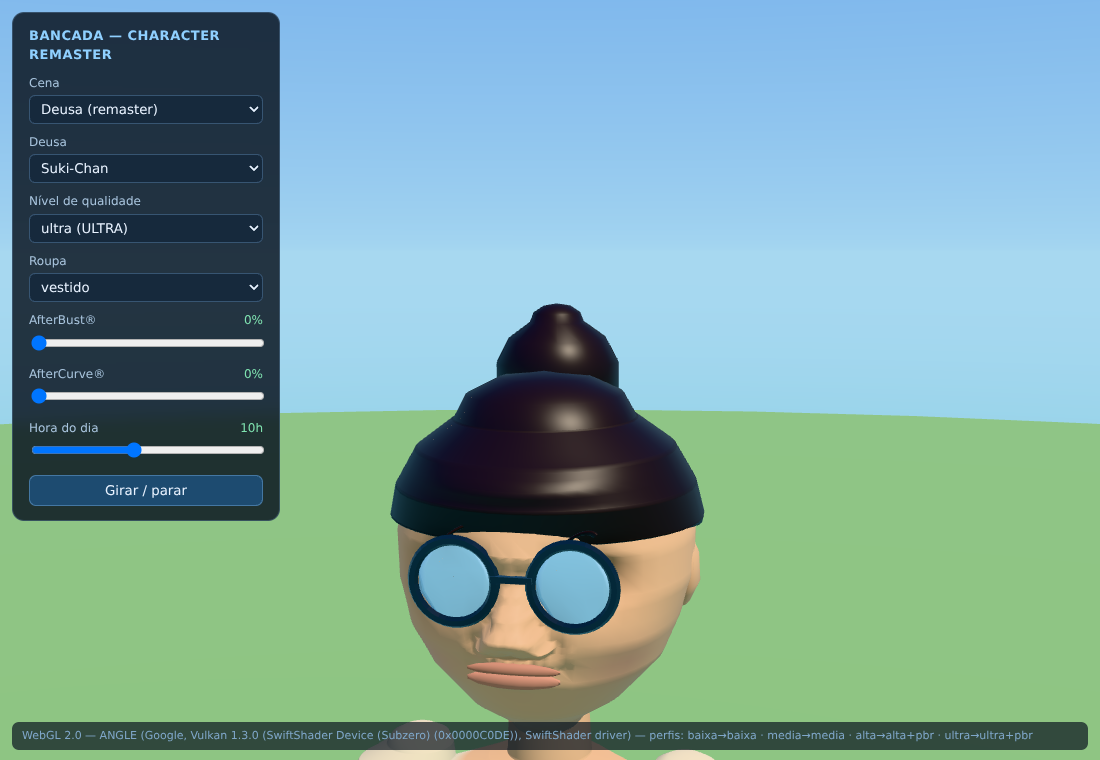 BANCADA — CHARACTER
REMASTER
Cena
Deusa (remaster)
Deusa
Suki-Chan
Nível de qualidade
ultra (ULTRA)
Roupa
vestido
AfterBust® 0%
AfterCurve® 0%
Hora do dia 10h
Girar / parar
WebGL 2.0 — ANGLE (Google, Vulkan 1.3.0 (SwiftShader Device (Subzero) (0x0000C0DE)), SwiftShader driver) — perfis: baixa→baixa · media→media · alta→alta+pbr · ultra→ultra+pbr